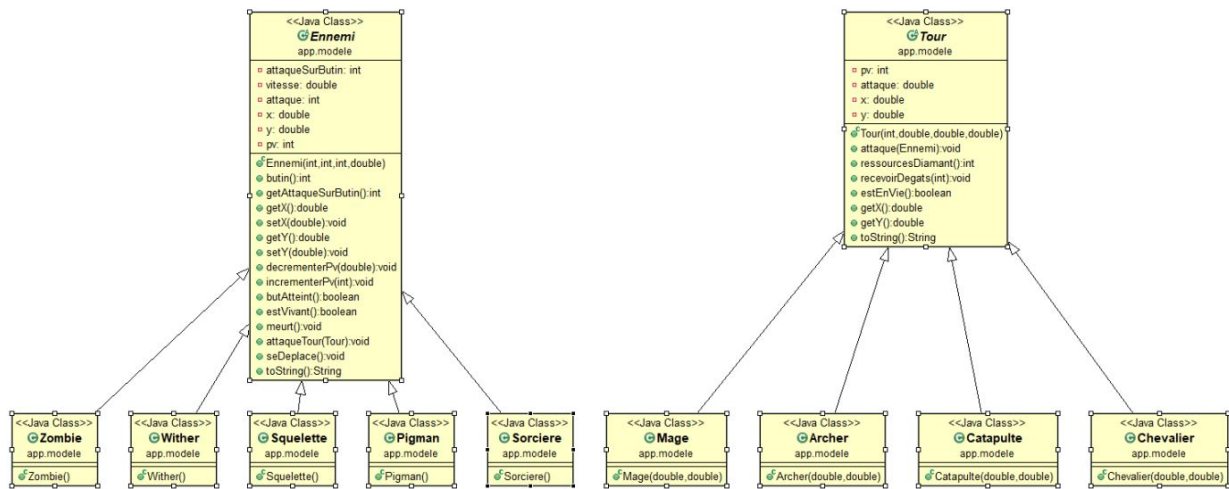 <<Java Class>>
Ennemi
app.modele
attaqueSurButin: int
vitesse: double
attaque: int
x: double
y: double
pv: int
Ennemi(int,int,int,double)
butin():int
getAttaqueSurButin():int
getX():double
setX(double):void
getY():double
setY(double):void
decrementerPv(double):void
incrementerPv(int):void
butAtteint():boolean
estVivant():boolean
meurt():void
attaqueTour(Tour):void
seDeplace():void
toString():String
<<Java Class>>
Tour
app.modele
pv: int
attaque: double
x: double
y: double
Tour(int,double,double,double)
attaque(Ennemi):void
ressourcesDiamant():int
recevoirDegats(int):void
estEnVie():boolean
getX():double
getY():double
toString():String
<<Java Class>>
Zombie
app.modele
Zombie()
<<Java Class>>
Wither
app.modele
Wither()
<<Java Class>>
Squelette
app.modele
Squelette()
<<Java Class>>
Pigman
app.modele
Pigman()
<<Java Class>>
Sorciere
app.modele
Sorciere()
<<Java Class>>
Mage
app.modele
Mage(double,double)
<<Java Class>>
Archer
app.modele
Archer(double,double)
<<Java Class>>
Catapulte
app.modele
Catapulte(double,double)
<<Java Class>>
Chevalier
app.modele
Chevalier(double,double)